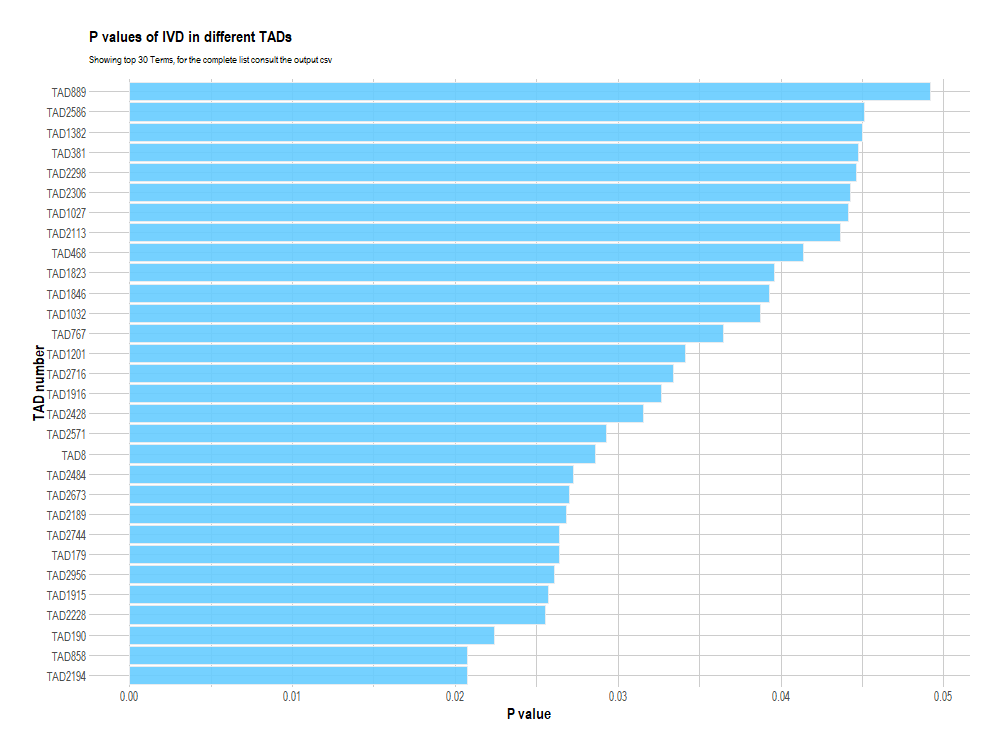 P values of IVD in different TADs
Showing top 30 Terms, for the complete list consult the output csv
TAD889
TAD2586
TAD1382
TAD381
TAD2298
TAD2306
TAD1027
TAD2113
TAD468
TAD1823
TAD1846
TAD1032
TAD767
TAD1201
TAD2716
TAD1916
TAD2428
TAD2571
TAD8
TAD2484
TAD2673
TAD2189
TAD2744
TAD179
TAD2956
TAD1915
TAD2228
TAD190
TAD858
TAD2194
TAD number
0.00 0.01 0.02 0.03 0.04 0.05
P value